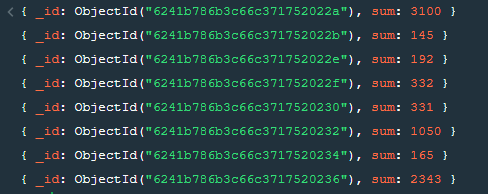 { _id: ObjectId("6241b786b3c66c371752022a"), sum: 3100 }
{ _id: ObjectId("6241b786b3c66c371752022b"), sum: 145 }
{ _id: ObjectId("6241b786b3c66c371752022e"), sum: 192 }
{ _id: ObjectId("6241b786b3c66c371752022f"), sum: 332 }
{ _id: ObjectId("6241b786b3c66c3717520230"), sum: 331 }
{ _id: ObjectId("6241b786b3c66c3717520232"), sum: 1050 }
{ _id: ObjectId("6241b786b3c66c3717520234"), sum: 165 }
{ _id: ObjectId("6241b786b3c66c3717520236"), sum: 2343 }